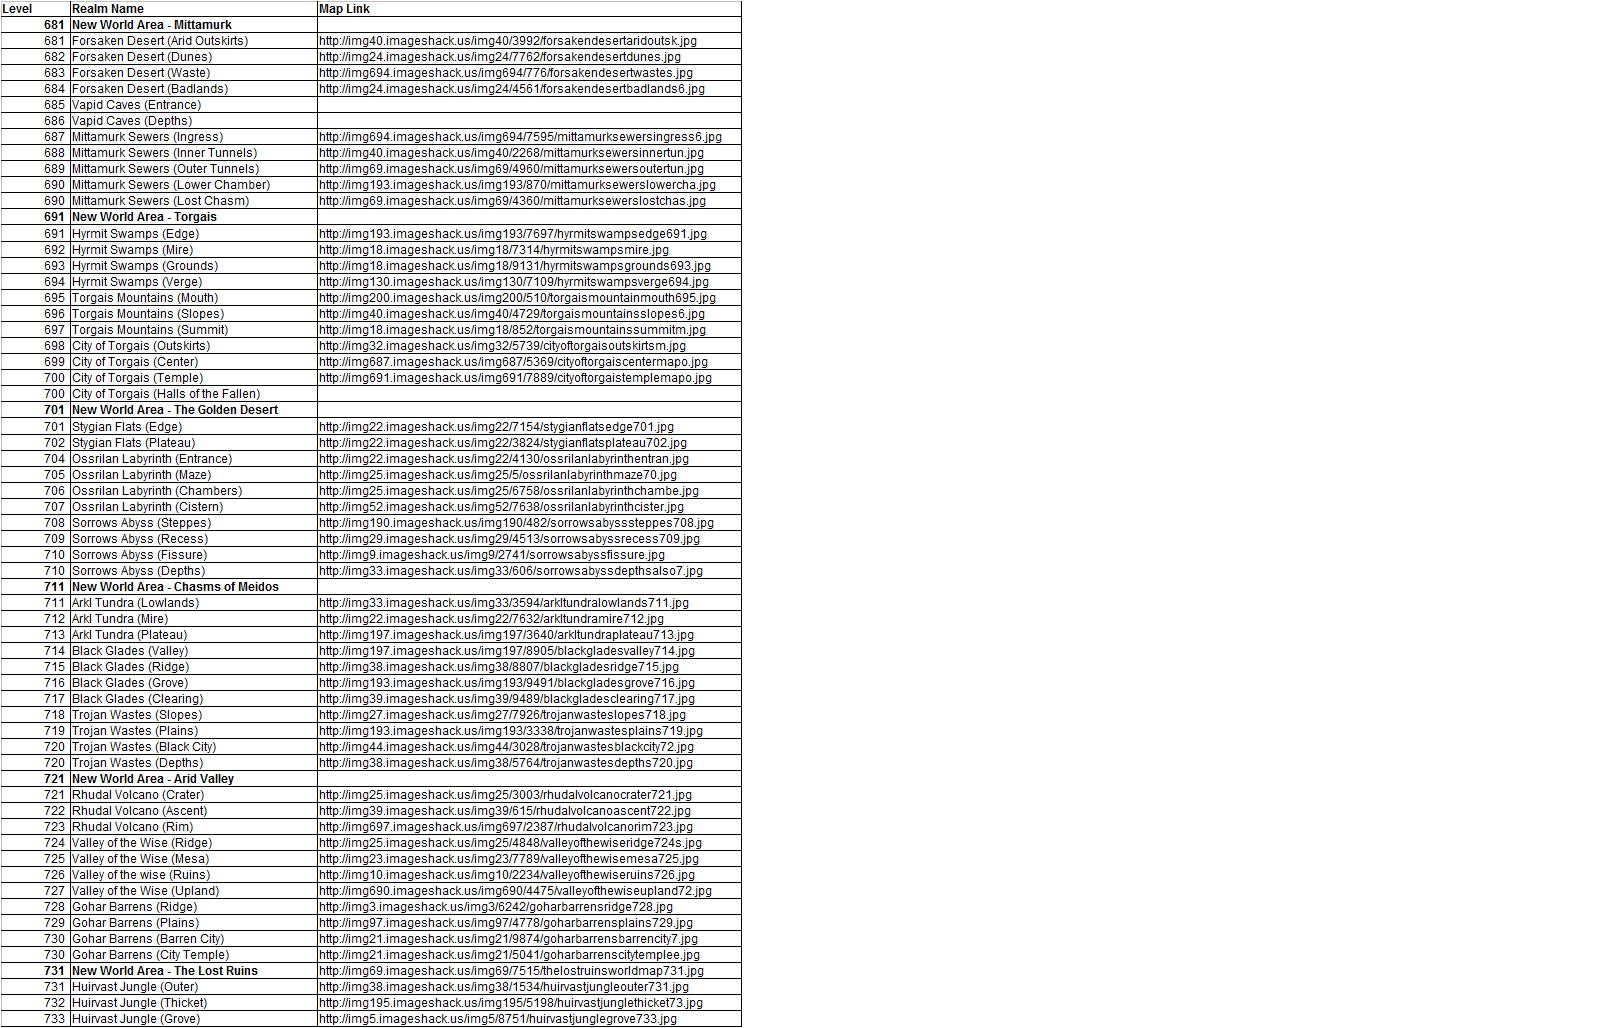 Level Realm Name Map Link
681 New World Area - Mittamurk
681 Forsaken Desert (Arid Outskirts) http://img40.imageshack.us/img40/3992/forsakendesertaridoutsk.jpg
682 Forsaken Desert (Dunes) http://img24.imageshack.us/img24/7762/forsakendesertdunes.jpg
683 Forsaken Desert (Waste) http://img694.imageshack.us/img694/776/forsakendesertwastes.jpg
684 Forsaken Desert (Badlands) http://img24.imageshack.us/img24/4561/forsakendesertbadlands6.jpg
685 Vapid Caves (Entrance)
686 Vapid Caves (Depths)
687 Mittamurk Sewers (Ingress) http://img694.imageshack.us/img694/7595/mittamurksewersingress6.jpg
688 Mittamurk Sewers (Inner Tunnels) http://img40.imageshack.us/img40/2268/mittamurksewersinnertun.jpg
689 Mittamurk Sewers (Outer Tunnels) http://img69.imageshack.us/img69/4960/mittamurksewersoutertun.jpg
690 Mittamurk Sewers (Lower Chamber) http://img193.imageshack.us/img193/870/mittamurksewerslowercha.jpg
690 Mittamurk Sewers (Lost Chasm) http://img69.imageshack.us/img69/4360/mittamurksewerslostchas.jpg
691 New World Area - Torgais
691 Hyrmit Swamps (Edge) http://img193.imageshack.us/img193/7697/hyrmitswampsedge691.jpg
692 Hyrmit Swamps (Mire) http://img18.imageshack.us/img18/7314/hyrmitswampsmire.jpg
693 Hyrmit Swamps (Grounds) http://img18.imageshack.us/img18/9131/hyrmitswampsgrounds693.jpg
694 Hyrmit Swamps (Verge) http://img130.imageshack.us/img130/7109/hyrmitswampsverge694.jpg
695 Torgais Mountains (Mouth) http://img200.imageshack.us/img200/510/torgaismountainmouth695.jpg
696 Torgais Mountains (Slopes) http://img40.imageshack.us/img40/4729/torgaismountainsslopes6.jpg
697 Torgais Mountains (Summit) http://img18.imageshack.us/img18/852/torgaismountainssummitm.jpg
698 City of Torgais (Outskirts) http://img32.imageshack.us/img32/5739/cityoftorgaisoutskirtsm.jpg
699 City of Torgais (Center) http://img687.imageshack.us/img687/5369/cityoftorgaiscentermapo.jpg
700 City of Torgais (Temple) http://img691.imageshack.us/img691/7889/cityoftorgaistemplemapo.jpg
700 City of Torgais (Halls of the Fallen)
701 New World Area - The Golden Desert
701 Stygian Flats (Edge) http://img22.imageshack.us/img22/7154/stygianflatsedge701.jpg
702 Stygian Flats (Plateau) http://img22.imageshack.us/img22/3824/stygianflatsplateau702.jpg
704 Ossrilan Labyrinth (Entrance) http://img22.imageshack.us/img22/4130/ossrilanlabyrinthentran.jpg
705 Ossrilan Labyrinth (Maze) http://img25.imageshack.us/img25/5/ossrilanlabyrinthmaze70.jpg
706 Ossrilan Labyrinth (Chambers) http://img25.imageshack.us/img25/6758/ossrilanlabyrinthchambe.jpg
707 Ossrilan Labyrinth (Cistern) http://img52.imageshack.us/img52/7638/ossrilanlabyrinthcister.jpg
708 Sorrows Abyss (Steppes) http://img190.imageshack.us/img190/482/sorrowsabysssteppes708.jpg
709 Sorrows Abyss (Recess) http://img29.imageshack.us/img29/4513/sorrowsabyssrecess709.jpg
710 Sorrows Abyss (Fissure) http://img9.imageshack.us/img9/2741/sorrowsabyssfissure.jpg
710 Sorrows Abyss (Depths) http://img33.imageshack.us/img33/606/sorrowsabyssdepthsalso7.jpg
711 New World Area - Chasms of Meidos
711 Arkl Tundra (Lowlands) http://img33.imageshack.us/img33/3594/arkltundralowlands711.jpg
712 Arkl Tundra (Mire) http://img22.imageshack.us/img22/7632/arkltundramire712.jpg
713 Arkl Tundra (Plateau) http://img197.imageshack.us/img197/3640/arkltundraplateau713.jpg
714 Black Glades (Valley) http://img197.imageshack.us/img197/8905/blackgladesvalley714.jpg
715 Black Glades (Ridge) http://img38.imageshack.us/img38/8807/blackgladesridge715.jpg
716 Black Glades (Grove) http://img193.imageshack.us/img193/9491/blackgladesgrove716.jpg
717 Black Glades (Clearing) http://img39.imageshack.us/img39/9489/blackgladesclearing717.jpg
718 Trojan Wastes (Slopes) http://img27.imageshack.us/img27/7926/trojanwasteslopes718.jpg
719 Trojan Wastes (Plains) http://img193.imageshack.us/img193/3338/trojanwastesplains719.jpg
720 Trojan Wastes (Black City) http://img44.imageshack.us/img44/3028/trojanwastesblackcity72.jpg
720 Trojan Wastes (Depths) http://img38.imageshack.us/img38/5764/trojanwastesdepths720.jpg
721 New World Area - Arid Valley
721 Rhudal Volcano (Crater) http://img25.imageshack.us/img25/3003/rhudalvolcanocrater721.jpg
722 Rhudal Volcano (Ascent) http://img39.imageshack.us/img39/615/rhudalvolcanoascent722.jpg
723 Rhudal Volcano (Rim) http://img697.imageshack.us/img697/2387/rhudalvolcanorim723.jpg
724 Valley of the Wise (Ridge) http://img25.imageshack.us/img25/4848/valleyofthewiseridge724s.jpg
725 Valley of the Wise (Mesa) http://img23.imageshack.us/img23/7789/valleyofthewisemesa725.jpg
726 Valley of the wise (Ruins) http://img10.imageshack.us/img10/2234/valleyofthewiseruins726.jpg
727 Valley of the Wise (Upland) http://img690.imageshack.us/img690/4475/valleyofthewiseupland72.jpg
728 Gohar Barrens (Ridge) http://img3.imageshack.us/img3/6242/goharbarrensridge728.jpg
729 Gohar Barrens (Plains) http://img97.imageshack.us/img97/4778/goharbarrensplains729.jpg
730 Gohar Barrens (Barren City) http://img21.imageshack.us/img21/9874/goharbarrensbarrencity7.jpg
730 Gohar Barrens (City Temple) http://img21.imageshack.us/img21/5041/goharbarrenscitytemplee.jpg
731 New World Area - The Lost Ruins http://img69.imageshack.us/img69/7515/thelostruinsworldmap731.jpg
731 Huirvast Jungle (Outer) http://img38.imageshack.us/img38/1534/huirvastjungleouter731.jpg
732 Huirvast Jungle (Thicket) http://img195.imageshack.us/img195/5198/huirvastjunglethicket73.jpg
733 Huirvast Jungle (Grove) http://img5.imageshack.us/img5/8751/huirvastjunglegrove733.jpg